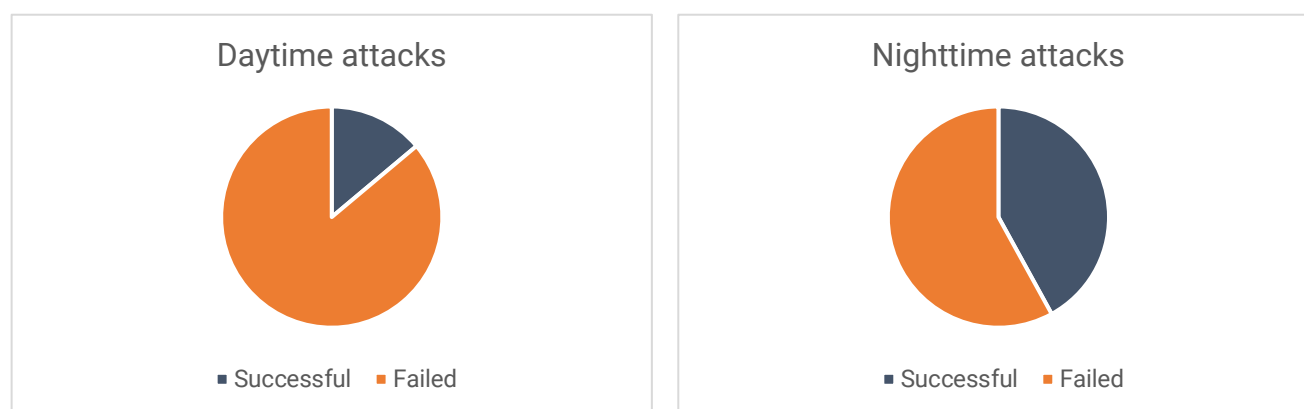 Daytime attacks
Successful Failed
Nighttime attacks
Successful Failed